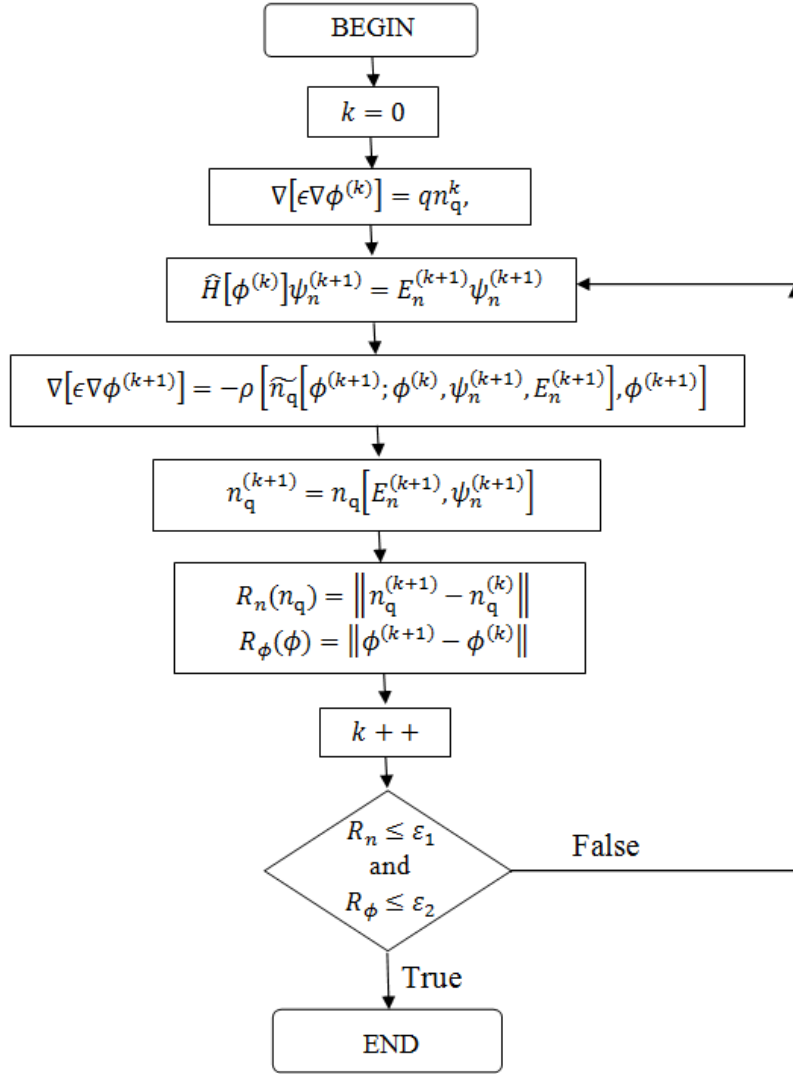 BEGIN
k = 0
∇[ϵ∇ϕ^(k)] = qn_q^k,
Ĥ[ϕ^(k)]ψ_n^(k+1) = E_n^(k+1)ψ_n^(k+1)
∇[ϵ∇ϕ^(k+1)] = −ρ[ñ_q[ϕ^(k+1); ϕ^(k), ψ_n^(k+1), E_n^(k+1)], ϕ^(k+1)]
n_q^(k+1) = n_q[E_n^(k+1), ψ_n^(k+1)]
R_n(n_q) = ‖n_q^(k+1) − n_q^(k)‖
R_ϕ(ϕ) = ‖ϕ^(k+1) − ϕ^(k)‖
k + +
R_n ≤ ε_1
and
R_ϕ ≤ ε_2
False
True
END